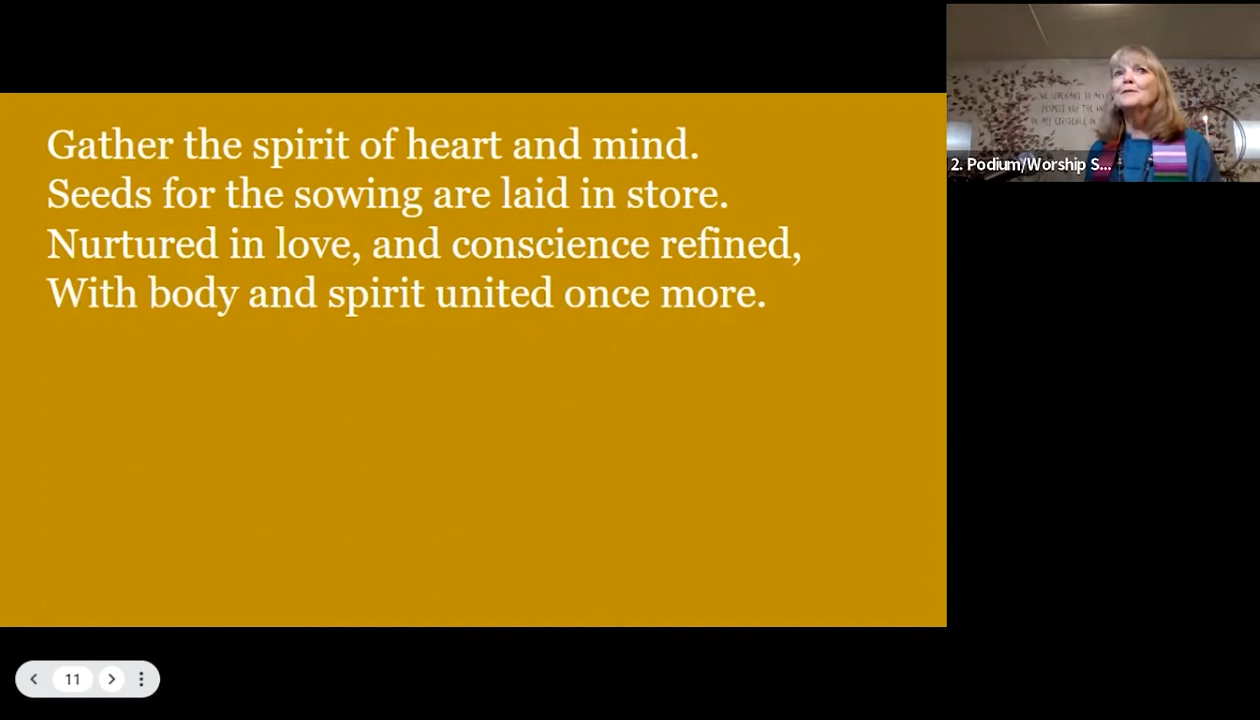 Gather the spirit of heart and mind.
Seeds for the sowing are laid in store.
Nurtured in love, and conscience refined,
With body and spirit united once more.
2. Podium/Worship S...
11